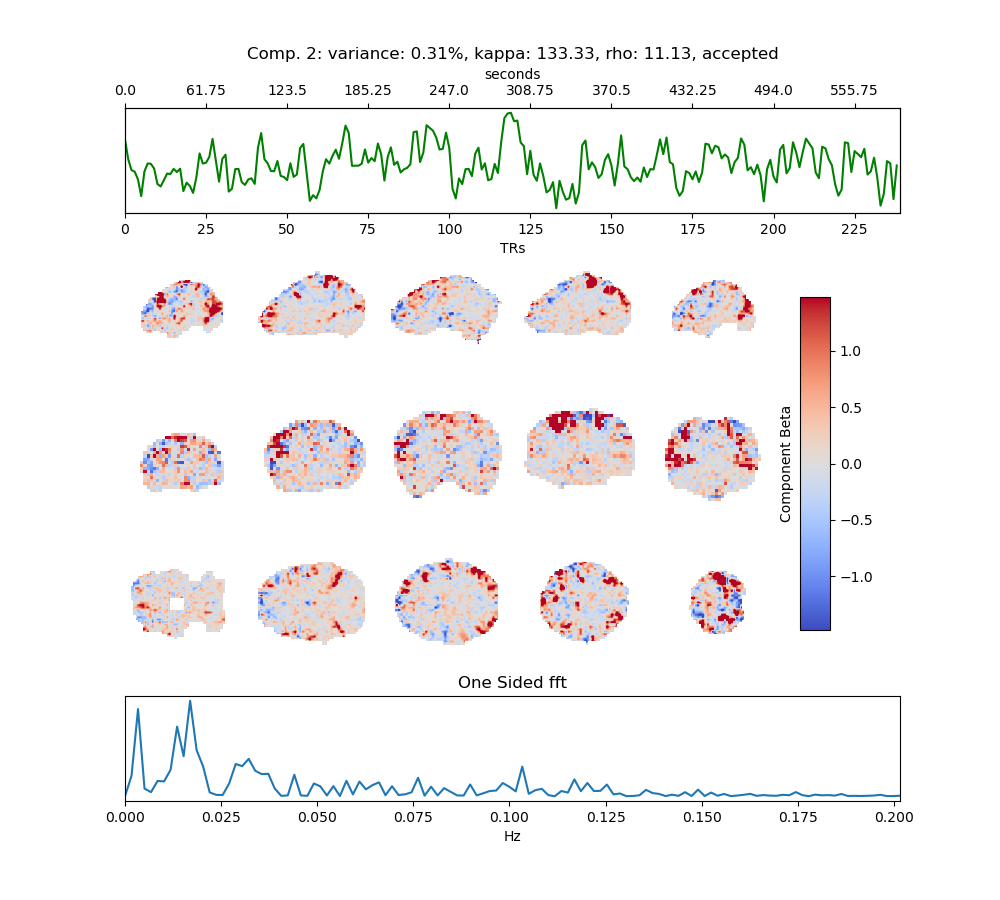 Comp. 2: variance: 0.31%, kappa: 133.33, rho: 11.13, accepted
seconds
0.0 61.75 123.5 185.25 247.0 308.75 370.5 432.25 494.0 555.75
0 25 50 75 100 125 150 175 200 225
TRs
1.0
0.5
0.0
−0.5
−1.0
Component Beta
One Sided fft
0.000 0.025 0.050 0.075 0.100 0.125 0.150 0.175 0.200
Hz